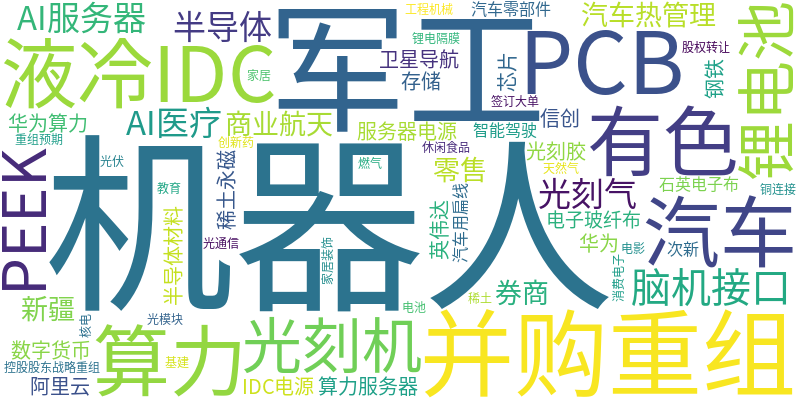 AI服务器
半导体
家居
军工
工程机械
汽车零部件
锂电隔膜
汽车热管理
股权转让
锂电池
液冷IDC
卫星导航
存储
芯片
PCB
钢铁
签订大单
华为算力
重组预期
AI医疗
商业航天
创新药
服务器电源
智能驾驶
信创
有色
PEEK
光伏
教育
稀土永磁
燃气
休闲食品
光刻胶
天然气
零售
机器人
光刻气
石英电子布
铜连接
汽车
半导体材料
光通信
家居装饰
英伟达
汽车用扁线
电子玻纤布
华为
电影
次新
消费电子
脑机接口
新疆
核电
光模块
电池
稀土
券商
数字货币
基建
算力
光刻机
并购重组
控股股东战略重组
阿里云
IDC电源
算力服务器